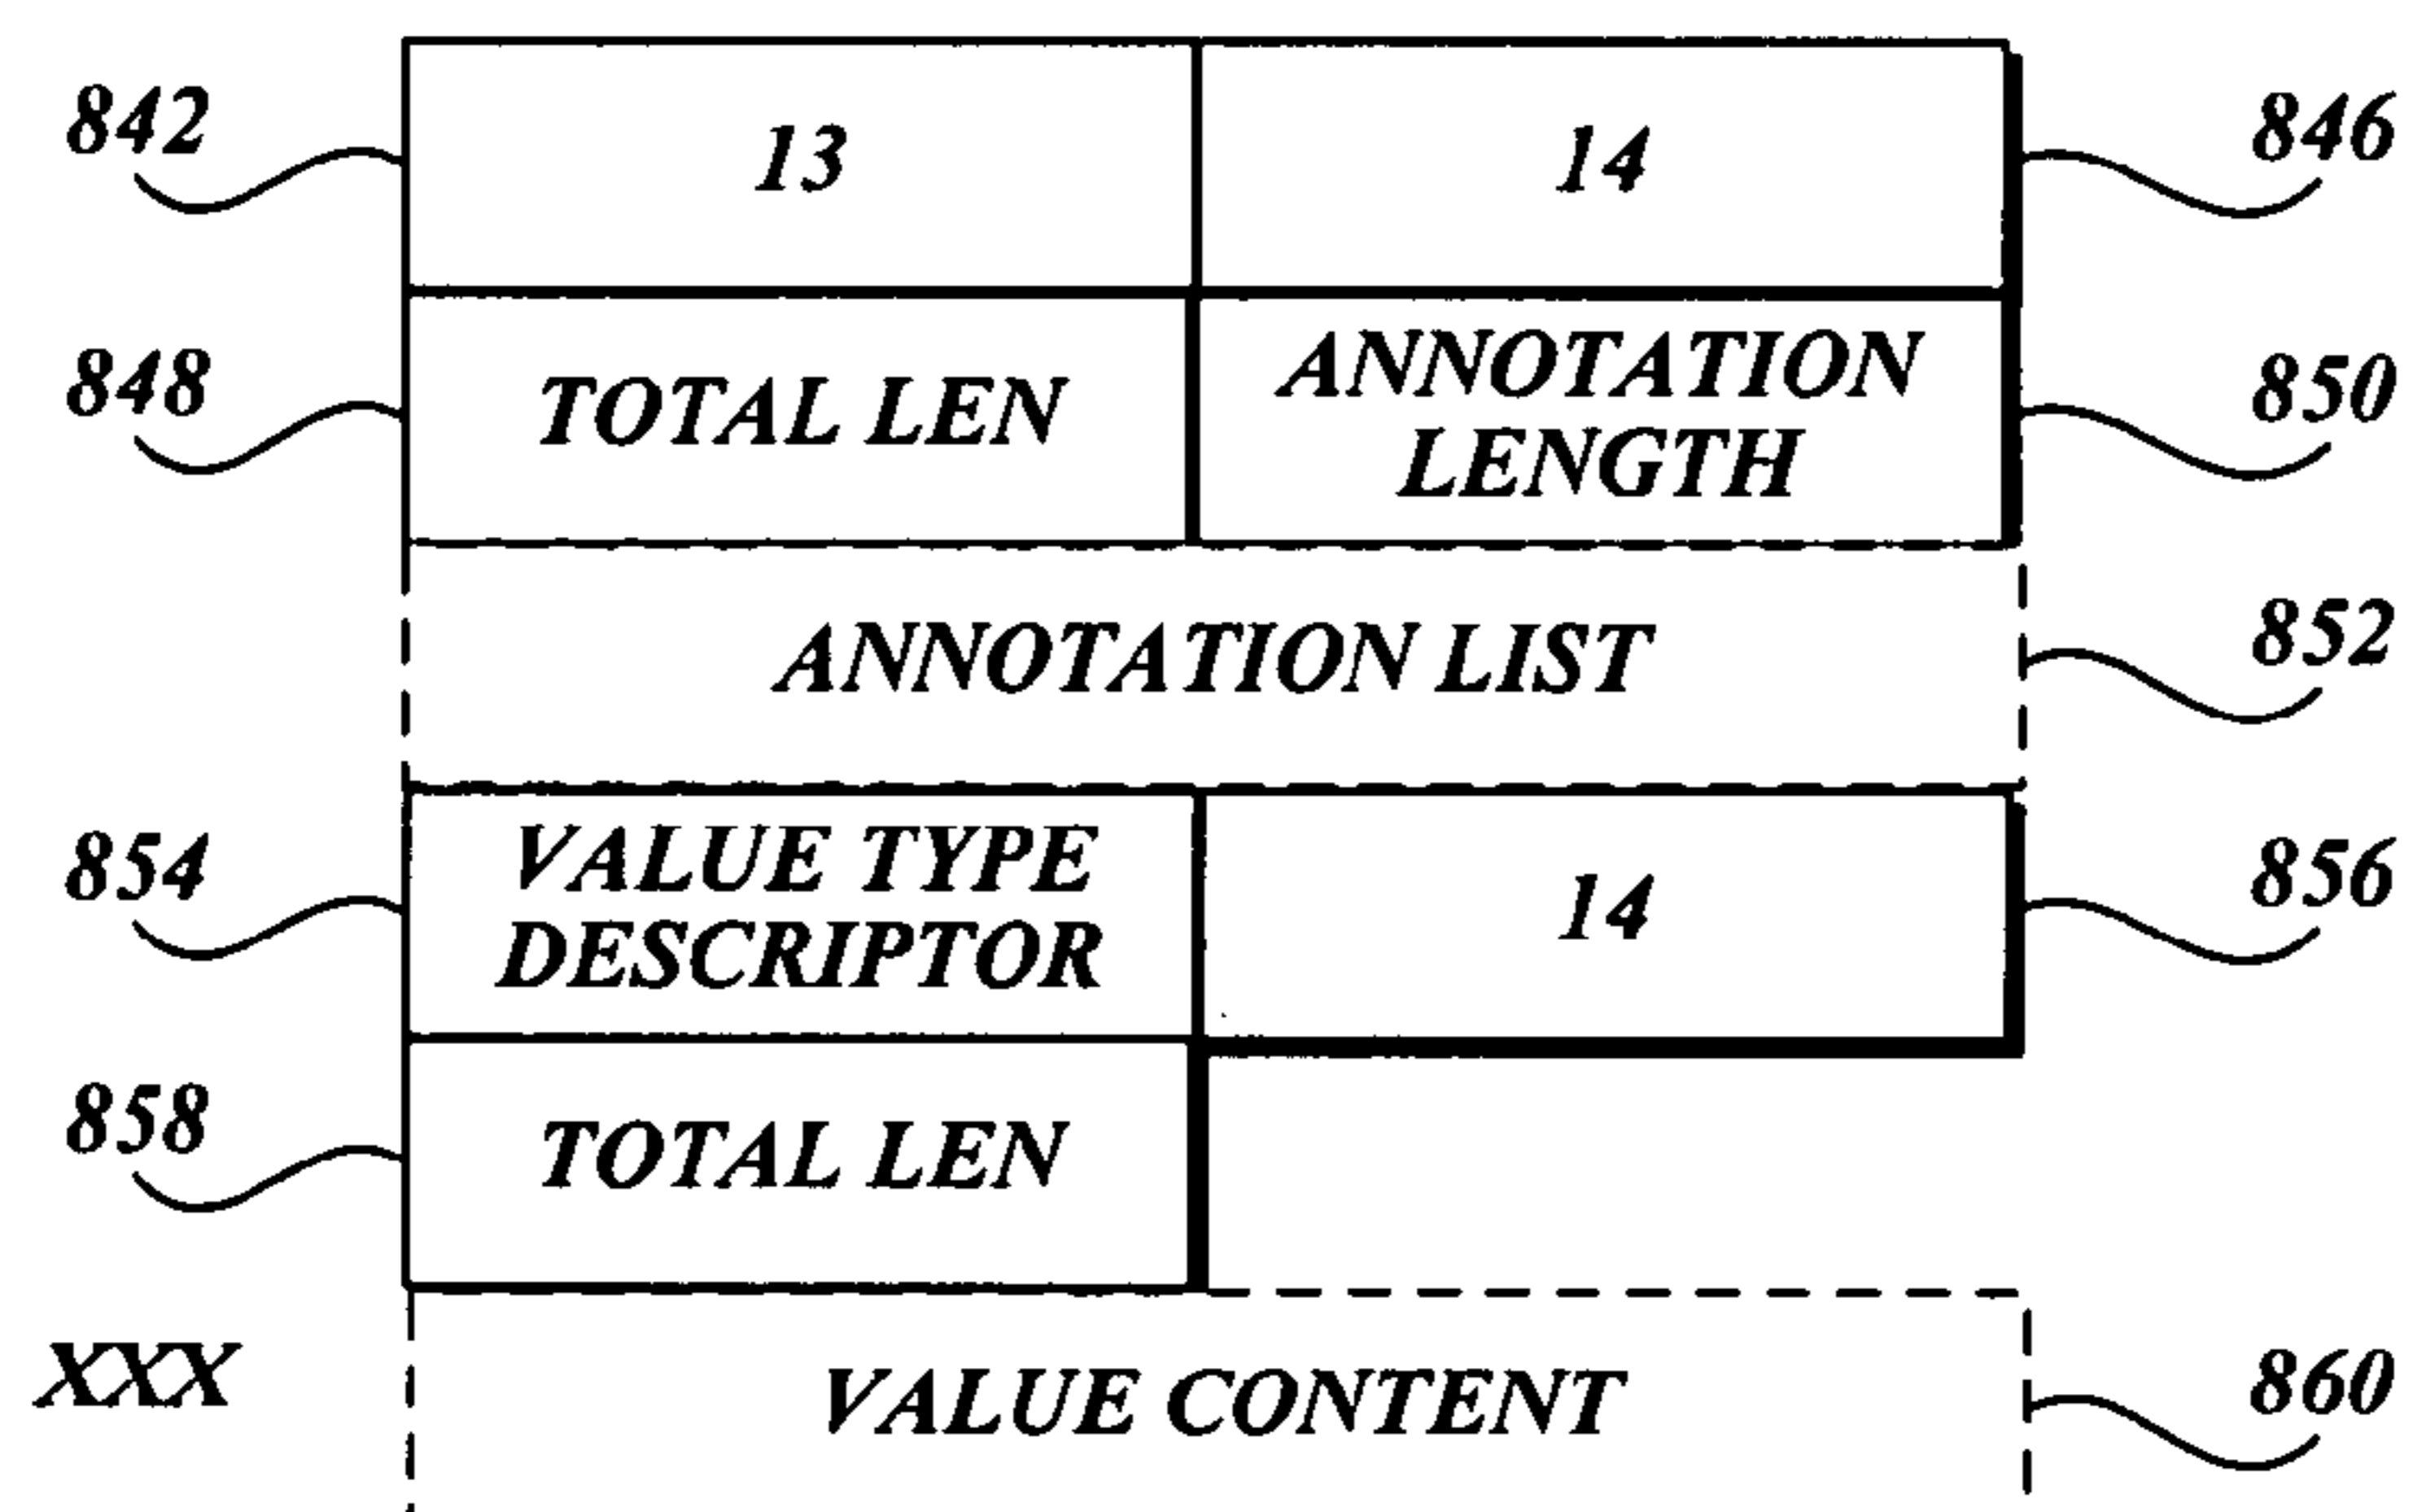 842 13 14 846
848 TOTAL LEN ANNOTATION LENGTH 850
ANNOTATION LIST 852
854 VALUE TYPE DESCRIPTOR 14 856
858 TOTAL LEN
XXX VALUE CONTENT 860